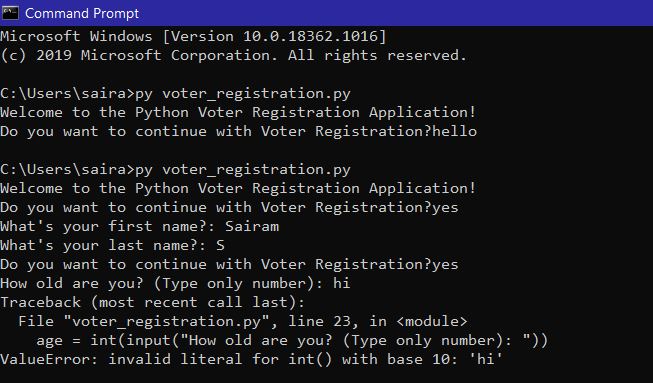 Command Prompt
Microsoft Windows [Version 10.0.18362.1016]
(c) 2019 Microsoft Corporation. All rights reserved.
C:\Users\saira>py voter_registration.py
Welcome to the Python Voter Registration Application!
Do you want to continue with Voter Registration?hello
C:\Users\saira>py voter_registration.py
Welcome to the Python Voter Registration Application!
Do you want to continue with Voter Registration?yes
What's your first name?: Sairam
What's your last name?: S
Do you want to continue with Voter Registration?yes
How old are you? (Type only number): hi
Traceback (most recent call last):
  File "voter_registration.py", line 23, in <module>
    age = int(input("How old are you? (Type only number): "))
ValueError: invalid literal for int() with base 10: 'hi'